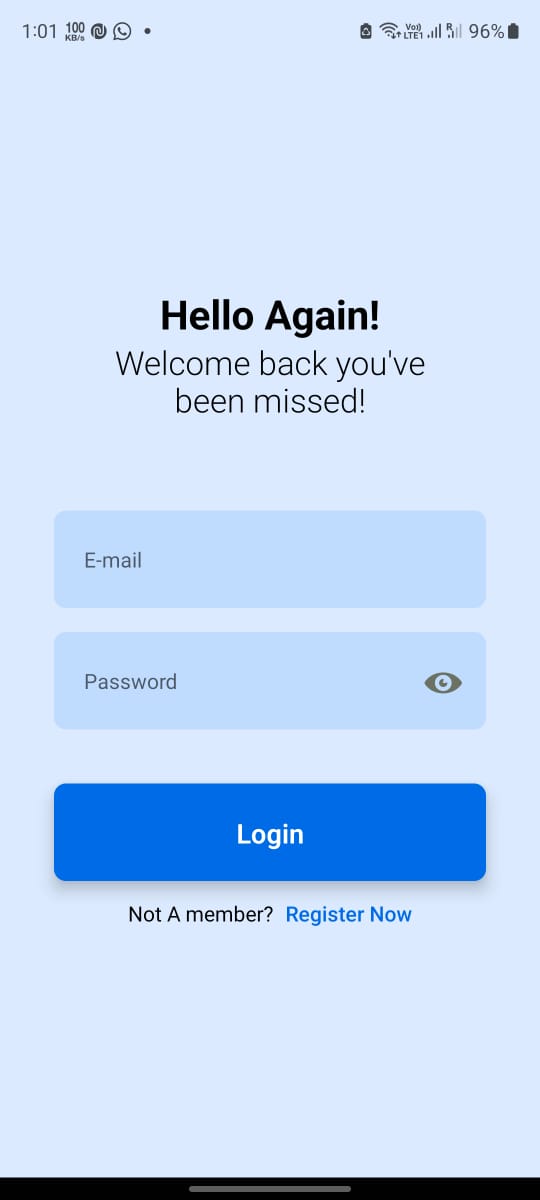 1:01 100 KB/s Vo)) LTE1 R 96%
Hello Again!
Welcome back you've
been missed!
E-mail
Password
Login
Not A member? Register Now